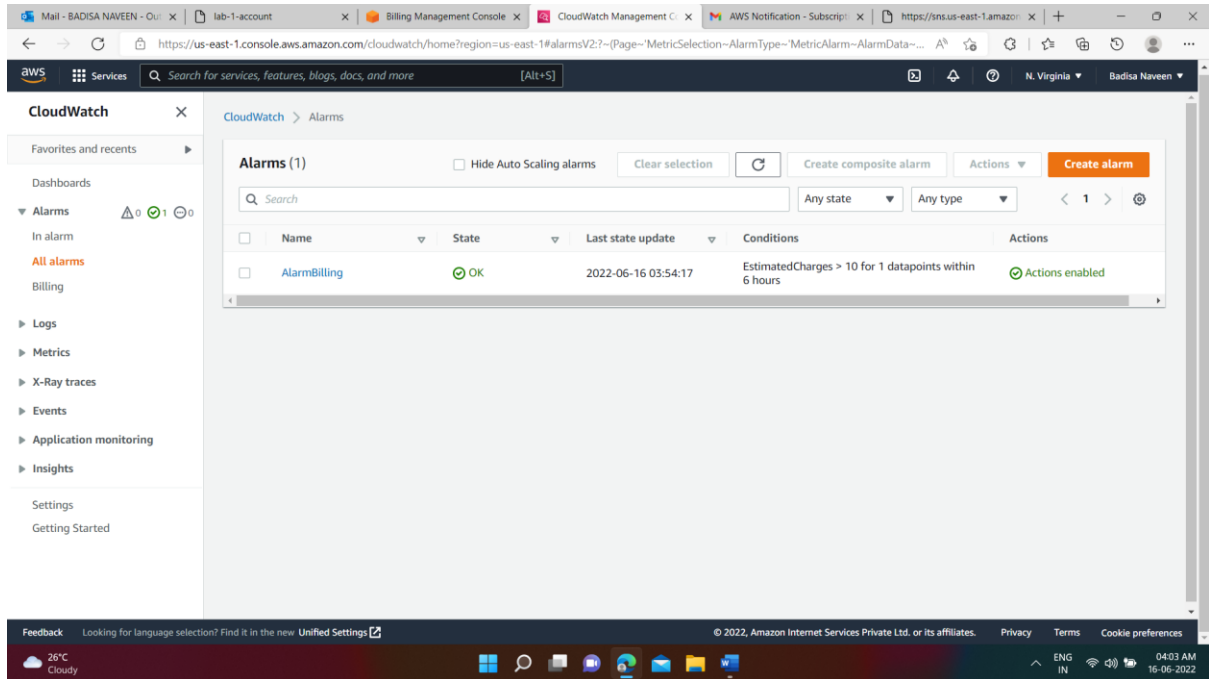 Mail - BADISA NAVEEN - Out
lab-1-account
Billing Management Console
CloudWatch Management C
AWS Notification - Subscript
https://sns.us-east-1.amazon
https://us-east-1.console.aws.amazon.com/cloudwatch/home?region=us-east-1#alarmsV2:?~(Page~'MetricSelection~AlarmType~'MetricAlarm~AlarmData~...
aws Services Search for services, features, blogs, docs, and more [Alt+S] N. Virginia ▼ Badisa Naveen ▼
CloudWatch
Favorites and recents
Dashboards
Alarms 0 1 0
In alarm
All alarms
Billing
Logs
Metrics
X-Ray traces
Events
Application monitoring
Insights
Settings
Getting Started
CloudWatch > Alarms
Alarms (1) Hide Auto Scaling alarms Clear selection Create composite alarm Actions ▼ Create alarm
Search Any state ▼ Any type ▼ < 1 >
Name State Last state update Conditions Actions
AlarmBilling OK 2022-06-16 03:54:17 EstimatedCharges > 10 for 1 datapoints within Actions enabled
6 hours
Feedback Looking for language selection? Find it in the new Unified Settings © 2022, Amazon Internet Services Private Ltd. or its affiliates. Privacy Terms Cookie preferences
26°C
Cloudy
ENG
IN
04:03 AM
16-06-2022